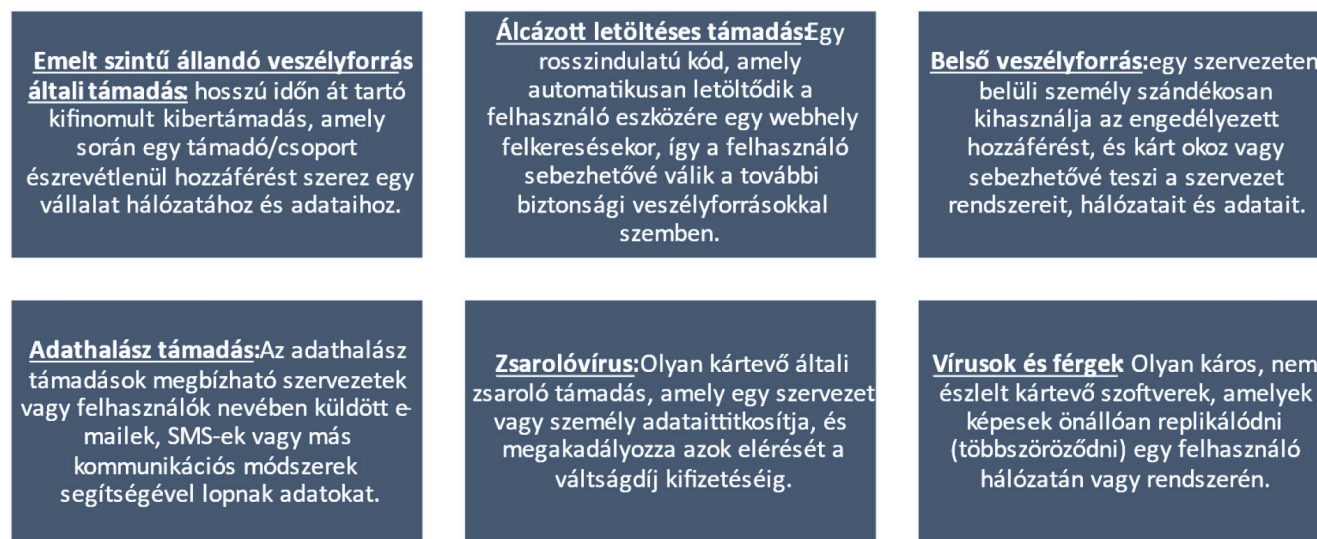 Emelt szintű állandó veszélyforrás
általi támadás: hosszú időn át tartó
kifinomult kibertámadás, amely
során egy támadó/csoport
észrevétlenül hozzáférést szerez egy
vállalat hálózatához és adataihoz.
Álcázott letöltéses támadás:Egy
rosszindulatú kód, amely
automatikusan letöltődik a
felhasználó eszközére egy webhely
felkeresésekor, így a felhasználó
sebezhetővé válik a további
biztonsági veszélyforrásokkal
szemben.
Belső veszélyforrás:egy szervezeten
belüli személy szándékosan
kihasználja az engedélyezett
hozzáférést, és kárt okoz vagy
sebezhetővé teszi a szervezet
rendszereit, hálózatait és adatait.
Adathalász támadás:Az adathalász
támadások megbízható szervezetek
vagy felhasználók nevében küldött e-
mailek, SMS-ek vagy más
kommunikációs módszerek
segítségével lopnak adatokat.
Zsarolóvírus:Olyan kártevő általi
zsaroló támadás, amely egy szervezet
vagy személy adataittitkosítja, és
megakadályozza azok elérését a
váltságdíj kifizetéséig.
Vírusok és férgek: Olyan káros, nem
észlelt kártevő szoftverek, amelyek
képesek önállóan replikálódni
(többszöröződni) egy felhasználó
hálózatán vagy rendszerén.